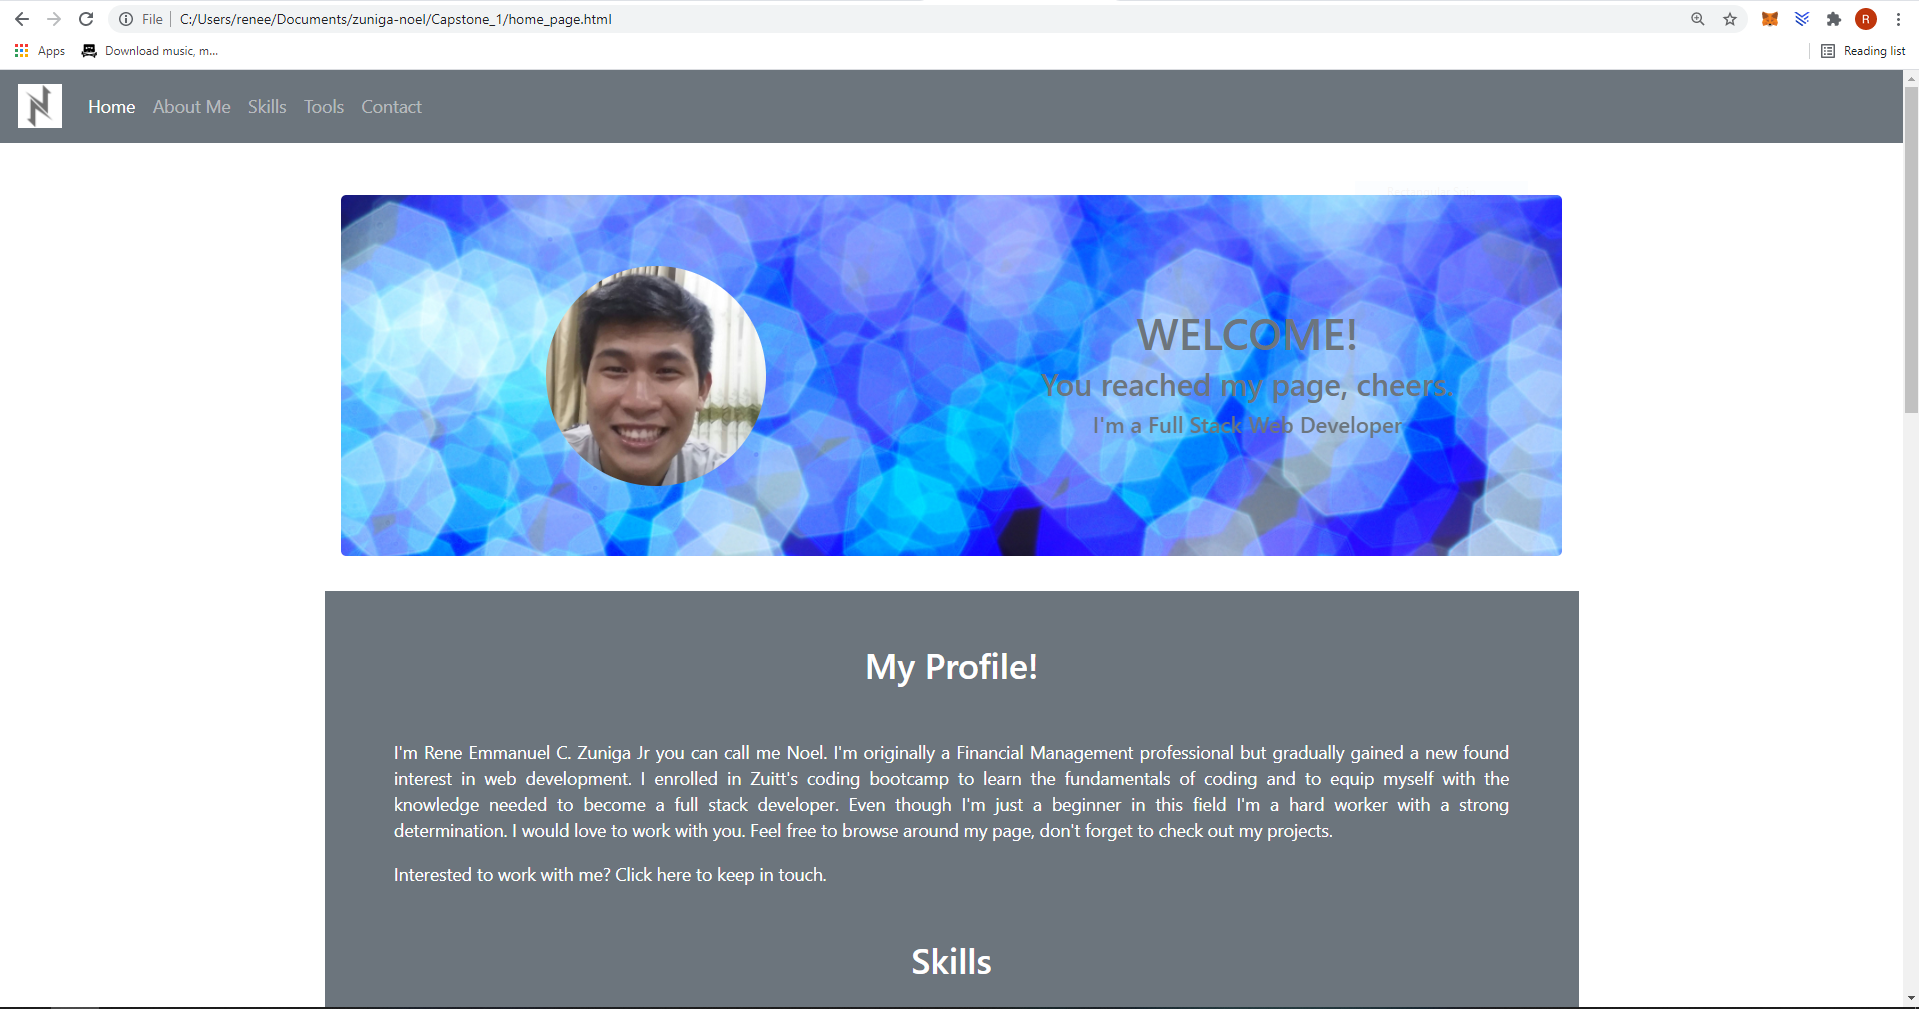 File C:/Users/renee/Documents/zuniga-noel/Capstone_1/home_page.html
R
Apps Download music, m... Reading list
N Home About Me Skills Tools Contact
WELCOME!
You reached my page, cheers.
I'm a Full Stack Web Developer
My Profile!
I'm Rene Emmanuel C. Zuniga Jr you can call me Noel. I'm originally a Financial Management professional but gradually gained a new found
interest in web development. I enrolled in Zuitt's coding bootcamp to learn the fundamentals of coding and to equip myself with the
knowledge needed to become a full stack developer. Even though I'm just a beginner in this field I'm a hard worker with a strong
determination. I would love to work with you. Feel free to browse around my page, don't forget to check out my projects.
Interested to work with me? Click here to keep in touch.
Skills